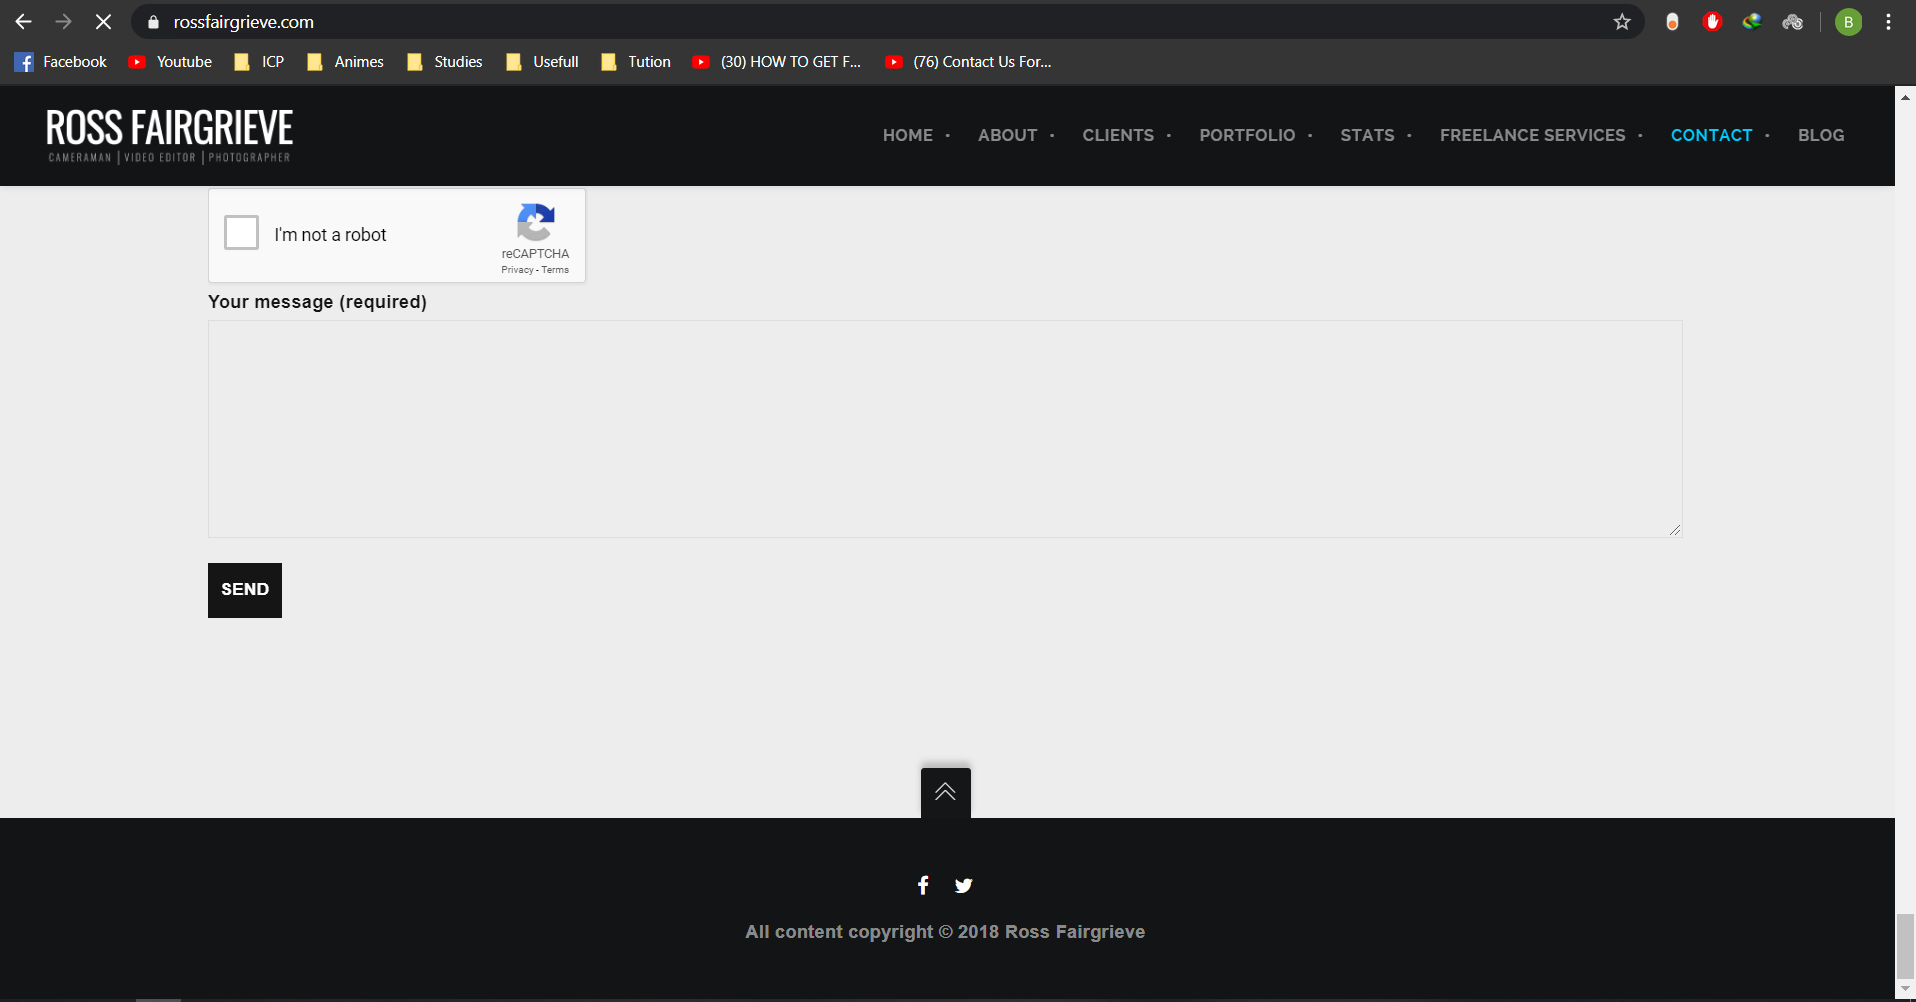 rossfairgrieve.com
B
Facebook Youtube ICP Animes Studies Usefull Tution (30) HOW TO GET F... (76) Contact Us For...
ROSS FAIRGRIEVE
CAMERAMAN | VIDEO EDITOR | PHOTOGRAPHER
HOME • ABOUT • CLIENTS • PORTFOLIO • STATS • FREELANCE SERVICES • CONTACT • BLOG
I'm not a robot
reCAPTCHA
Privacy - Terms
Your message (required)
SEND
All content copyright © 2018 Ross Fairgrieve